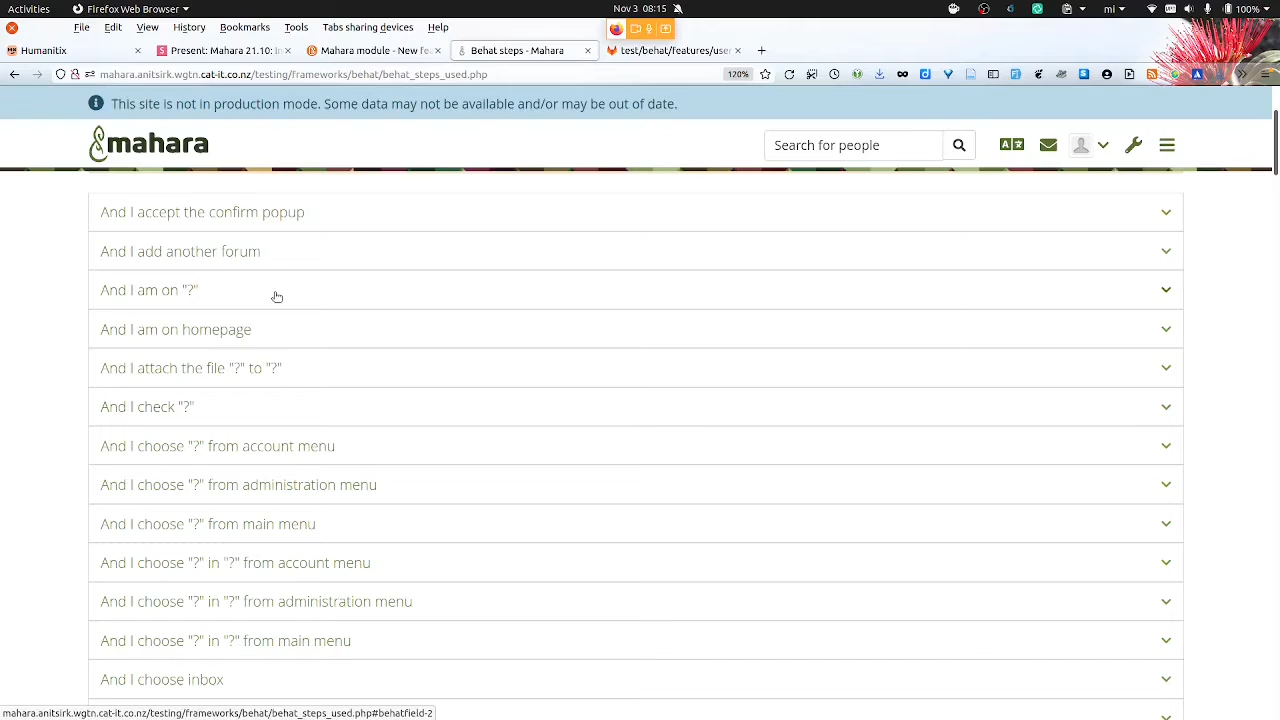 Activities
Firefox Web Browser
Nov 3 08:15
mi
100%
File Edit View History Bookmarks Tools Tabs sharing devices Help
Humanitix
Present: Mahara 21.10: In
Mahara module - New fea
Behat steps - Mahara
test/behat/features/user
mahara.anitsirk.wgtn.cat-it.co.nz/testing/frameworks/behat/behat_steps_used.php
120%
This site is not in production mode. Some data may not be available and/or may be out of date.
mahara
Search for people
And I accept the confirm popup
And I add another forum
And I am on "?"
And I am on homepage
And I attach the file "?" to "?"
And I check "?"
And I choose "?" from account menu
And I choose "?" from administration menu
And I choose "?" from main menu
And I choose "?" in "?" from account menu
And I choose "?" in "?" from administration menu
And I choose "?" in "?" from main menu
And I choose inbox
mahara.anitsirk.wgtn.cat-it.co.nz/testing/frameworks/behat/behat_steps_used.php#behatfield-2